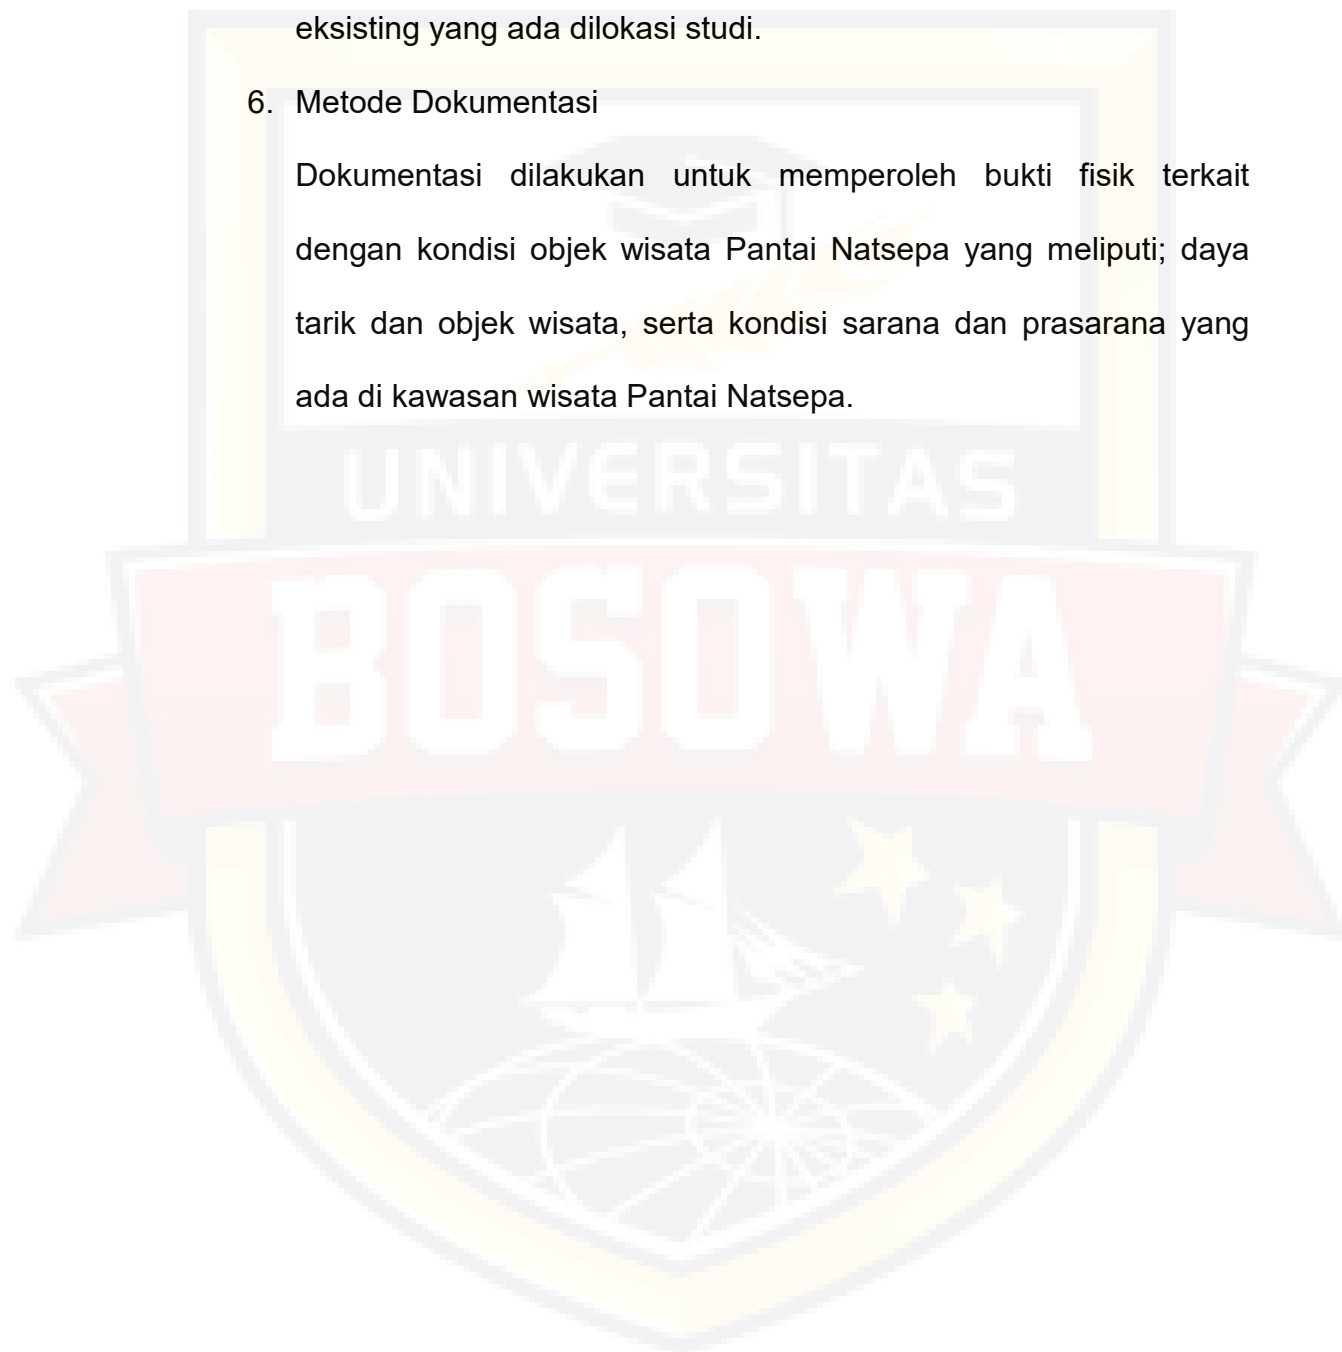 eksisting yang ada dilokasi studi.
6. Metode Dokumentasi
Dokumentasi dilakukan untuk memperoleh bukti fisik terkait
dengan kondisi objek wisata Pantai Natsepa yang meliputi; daya
tarik dan objek wisata, serta kondisi sarana dan prasarana yang
ada di kawasan wisata Pantai Natsepa.
UNIVERSITAS
BOSOWA